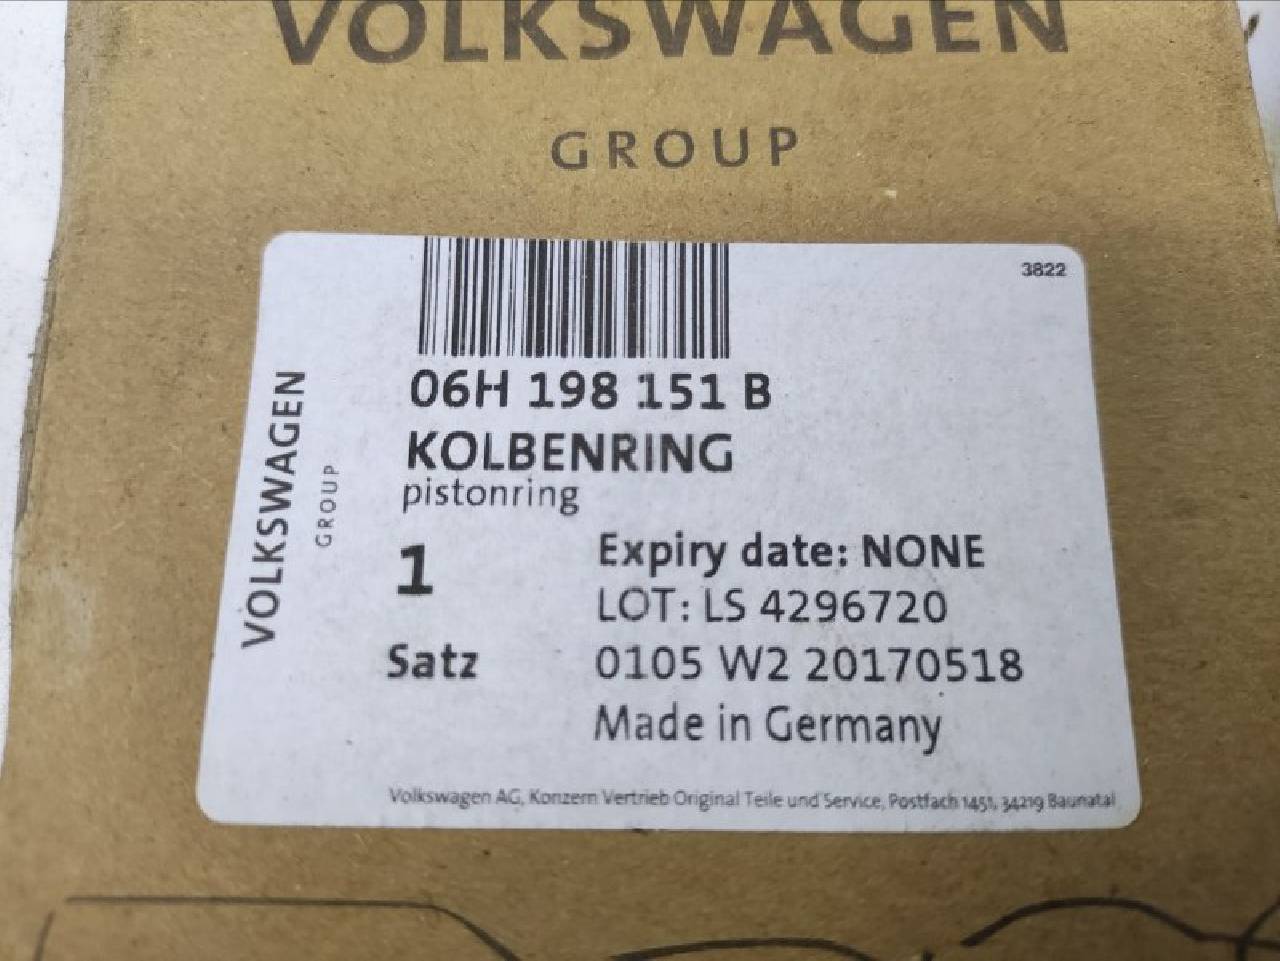 VOLKSWAGEN
GROUP
3822
06H 198 151 B
KOLBENRING
pistonring
VOLKSWAGEN
GROUP
1
Satz
Expiry date: NONE
LOT: LS 4296720
0105 W2 20170518
Made in Germany
Volkswagen AG, Konzern Vertrieb Original Teile und Service, Postfach 1451, 34219 Baunatal